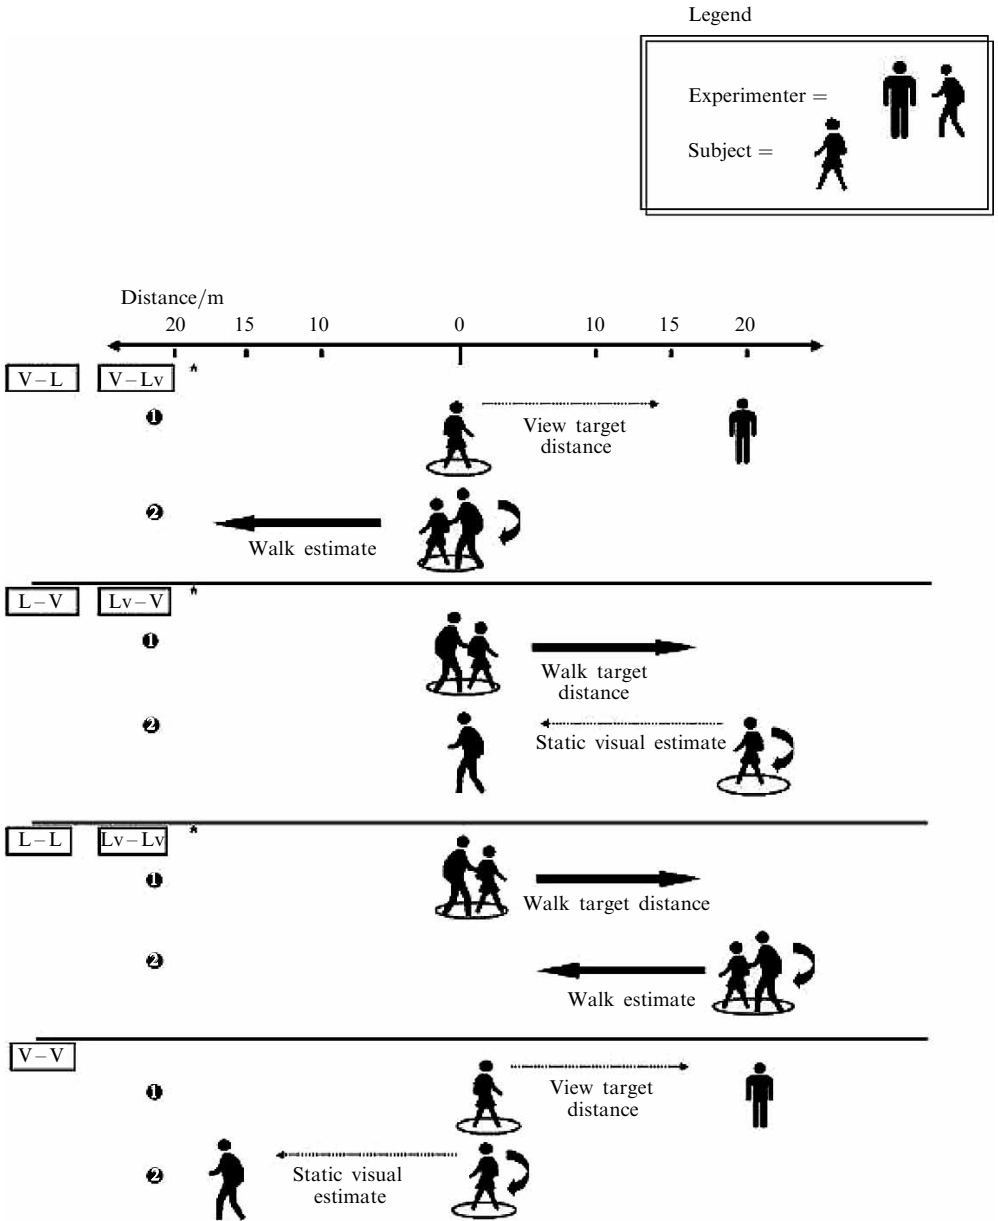 Legend
Experimenter =
Subject =
Distance/m
20 15 10 0 10 15 20
V–L V–Lv *
❶
View target
distance
❷
Walk estimate
L–V Lv–V *
❶
Walk target
distance
❷
Static visual estimate
L–L Lv–Lv *
❶
Walk target distance
❷
Walk estimate
V–V
❶
View target
distance
❷
Static visual
estimate